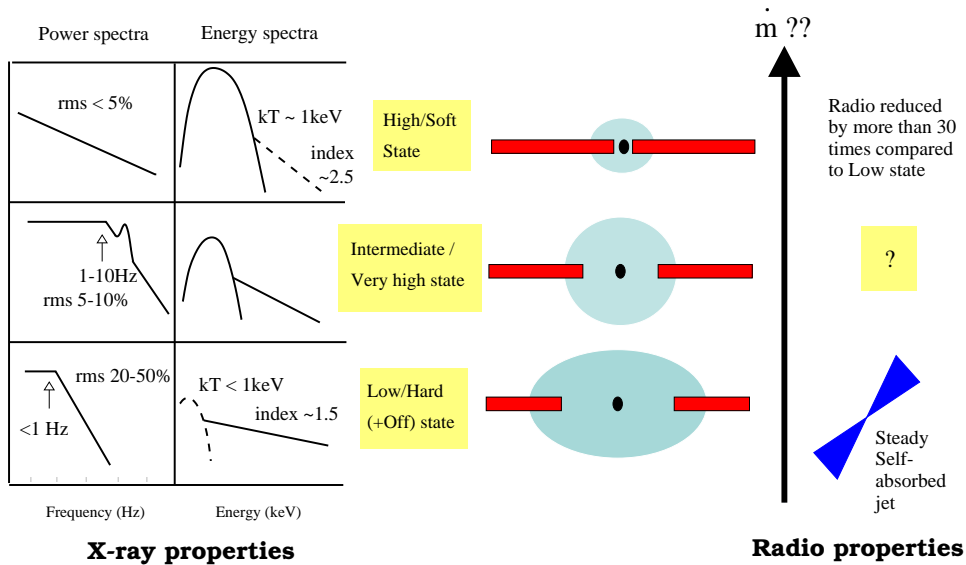 Power spectra
Energy spectra
ṁ ??
rms < 5%
kT ~ 1keV
index
~2.5
High/Soft
State
Radio reduced
by more than 30
times compared
to Low state
1-10Hz
rms 5-10%
Intermediate /
Very high state
?
rms 20-50%
<1 Hz
kT < 1keV
index ~1.5
Low/Hard
(+Off) state
Steady
Self-
absorbed
jet
Frequency (Hz)
Energy (keV)
X-ray properties
Radio properties